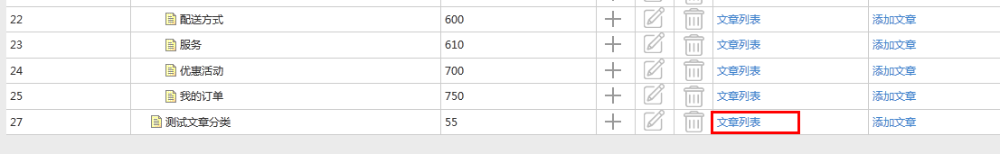 22 配送方式 600 文章列表 添加文章
23 服务 610 文章列表 添加文章
24 优惠活动 700 文章列表 添加文章
25 我的订单 750 文章列表 添加文章
27 测试文章分类 55 文章列表 添加文章